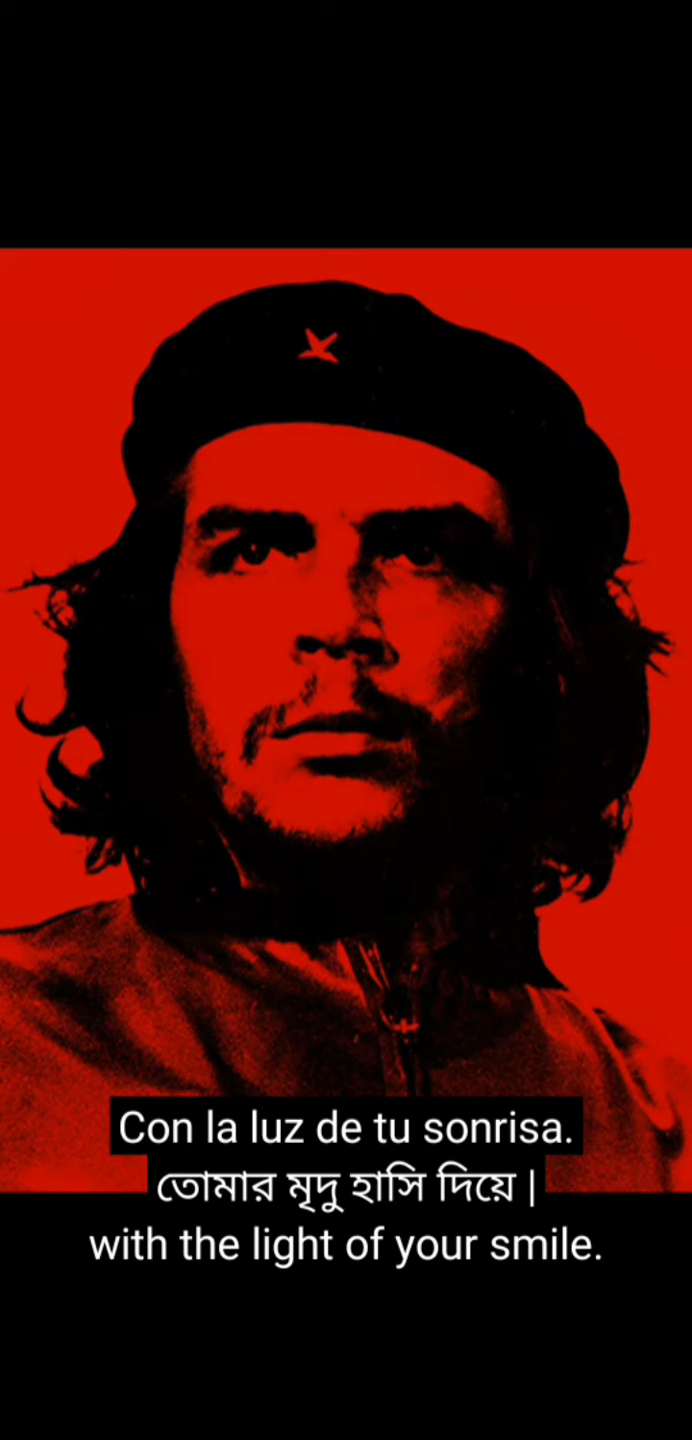 Con la luz de tu sonrisa.
তোমার মৃদু হাসি দিয়ে |
with the light of your smile.